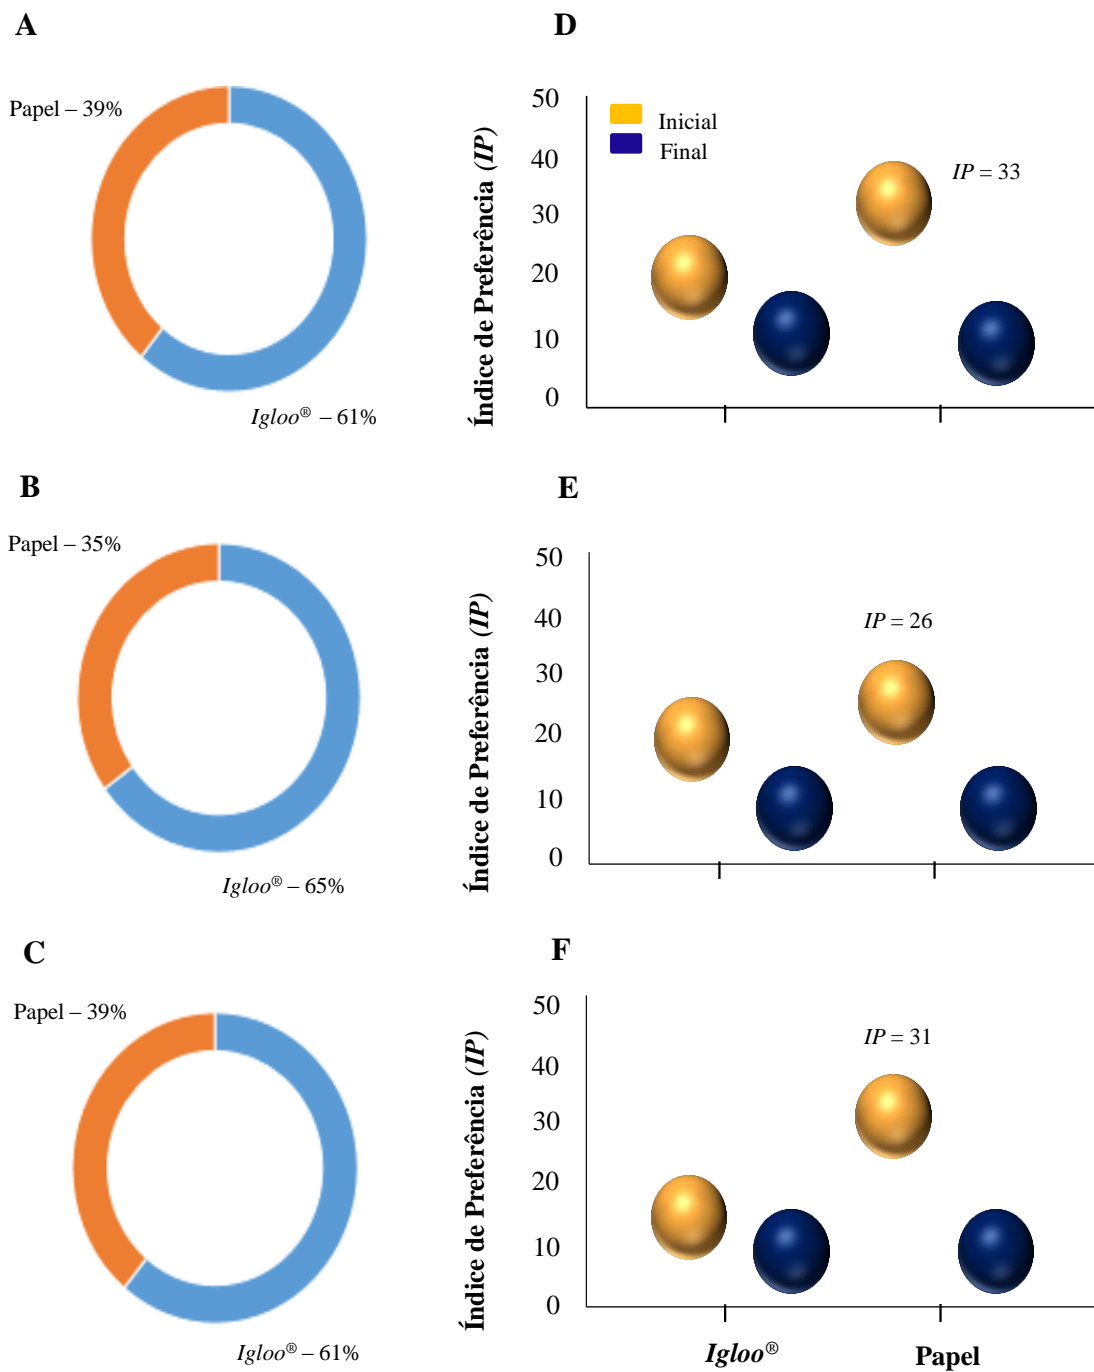 A
Papel – 39%
Igloo® – 61%
D
Índice de Preferência (IP)
50
40
30
20
10
0
Inicial
Final
IP = 33
B
Papel – 35%
Igloo® – 65%
E
Índice de Preferência (IP)
50
40
30
20
10
0
IP = 26
C
Papel – 39%
Igloo® – 61%
F
Índice de Preferência (IP)
50
40
30
20
10
0
IP = 31
Igloo®
Papel